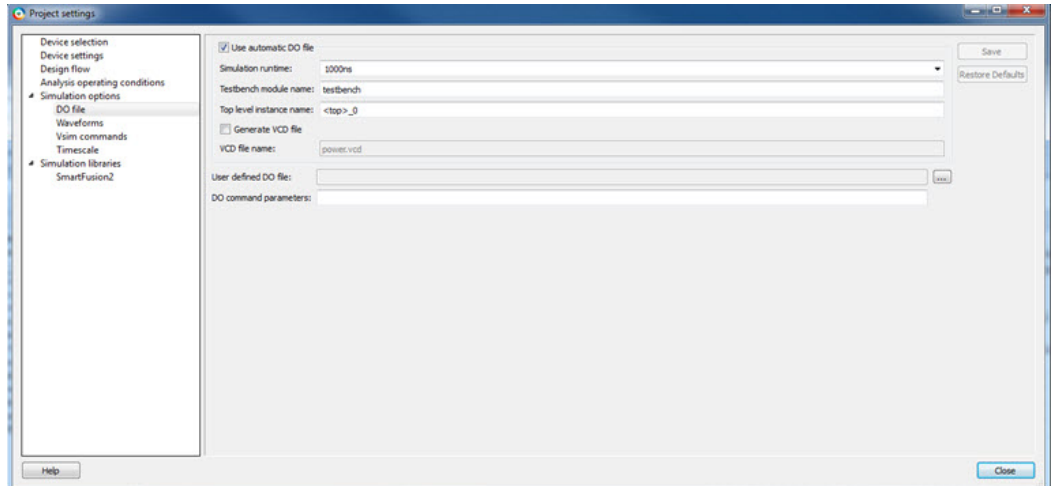 Project settings
Device selection
Device settings
Design flow
Analysis operating conditions
Simulation options
DO file
Waveforms
Vsim commands
Timescale
Simulation libraries
SmartFusion2
Use automatic DO file
Simulation runtime: 1000ns
Testbench module name: testbench
Top level instance name: <top>_0
Generate VCD file
VCD file name: power.vcd
User defined DO file: ...
DO command parameters:
Save
Restore Defaults
Help
Close